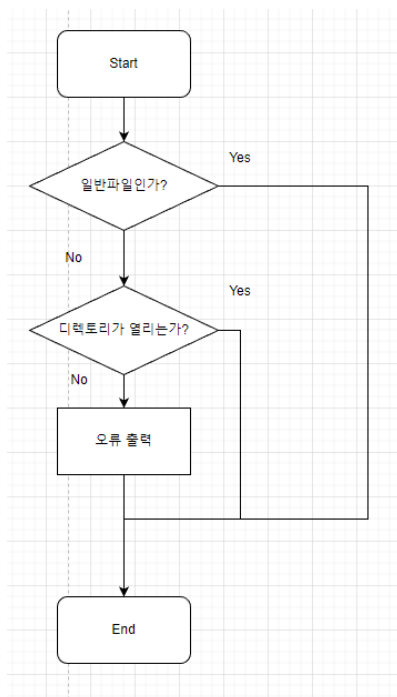 Start
일반파일인가?
Yes
No
디렉토리가 열리는가?
Yes
No
오류 출력
End